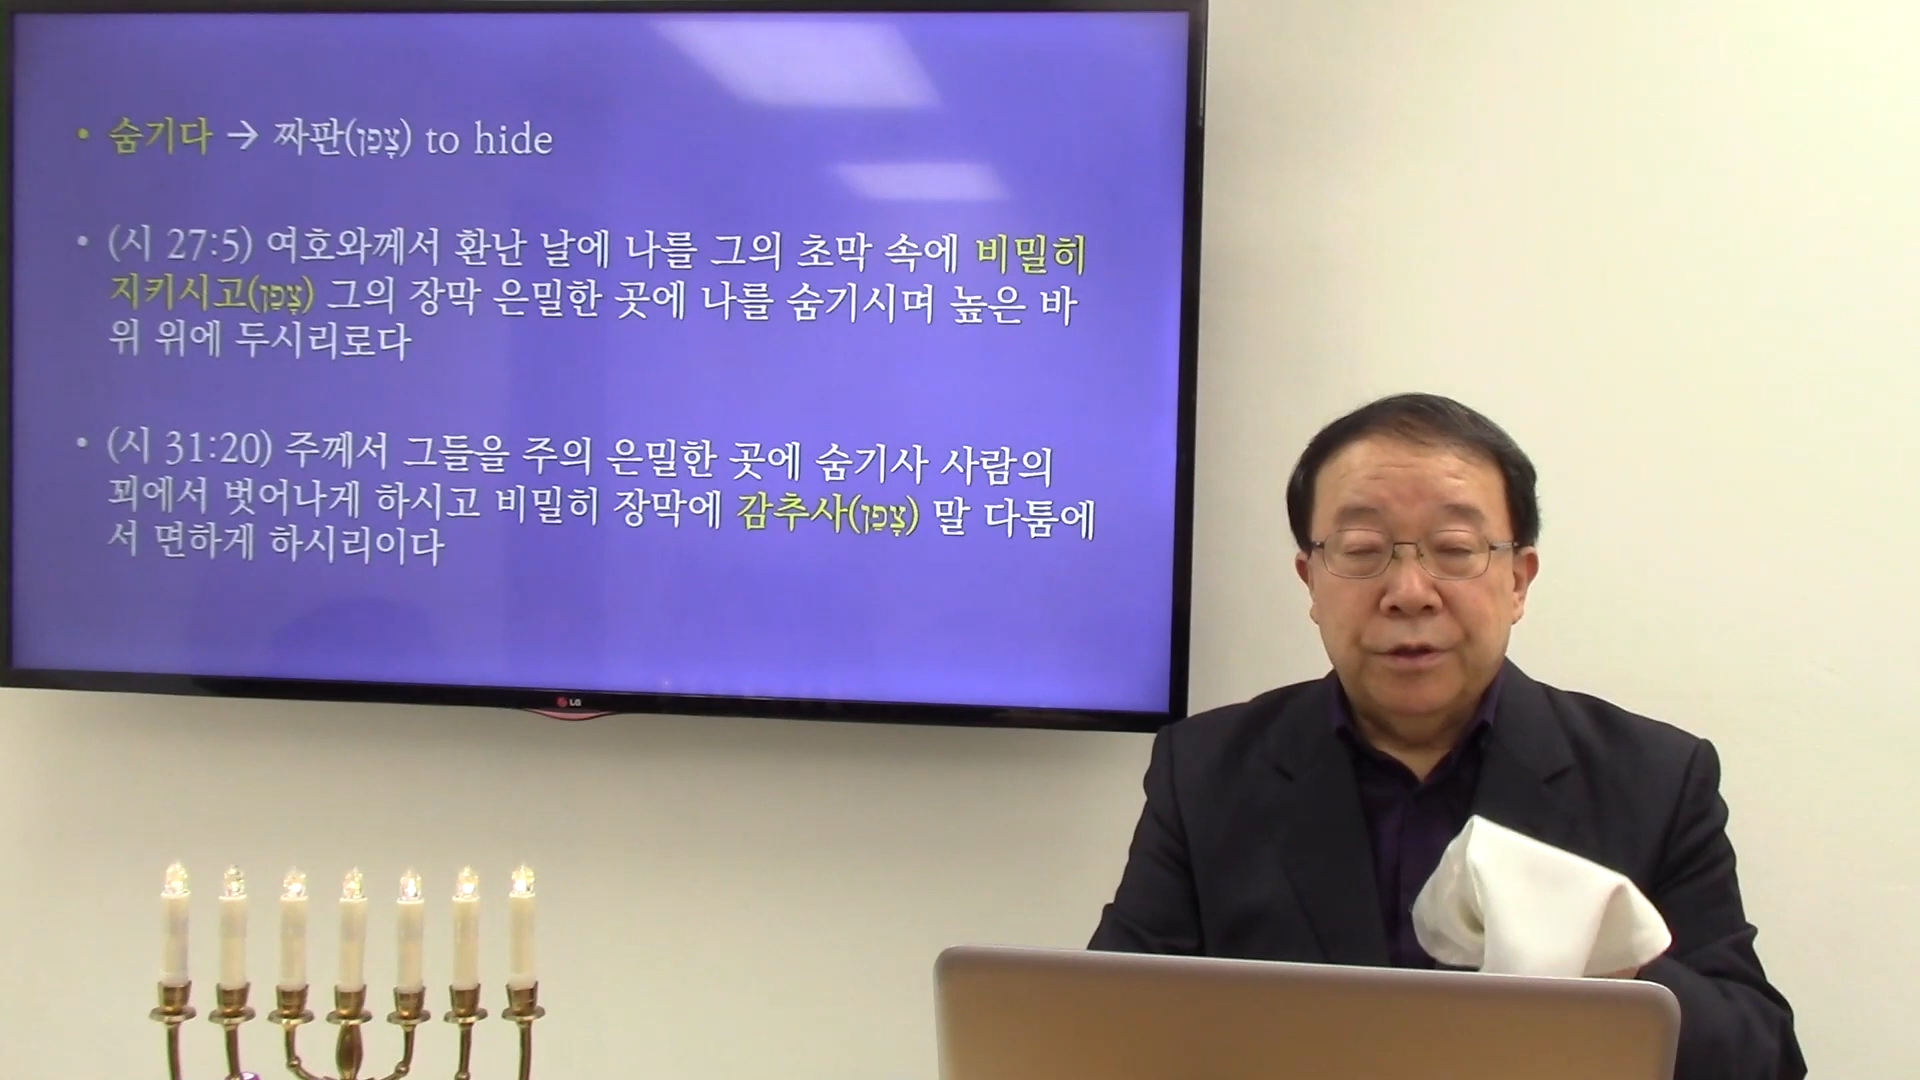 • 숨기다 → 짜판(צָפַן) to hide
• (시 27:5) 여호와께서 환난 날에 나를 그의 초막 속에 비밀히
지키시고(צָפַן) 그의 장막 은밀한 곳에 나를 숨기시며 높은 바
위 위에 두시리로다
• (시 31:20) 주께서 그들을 주의 은밀한 곳에 숨기사 사람의
꾀에서 벗어나게 하시고 비밀히 장막에 감추사(צָפַן) 말 다툼에
서 면하게 하시리이다
LG